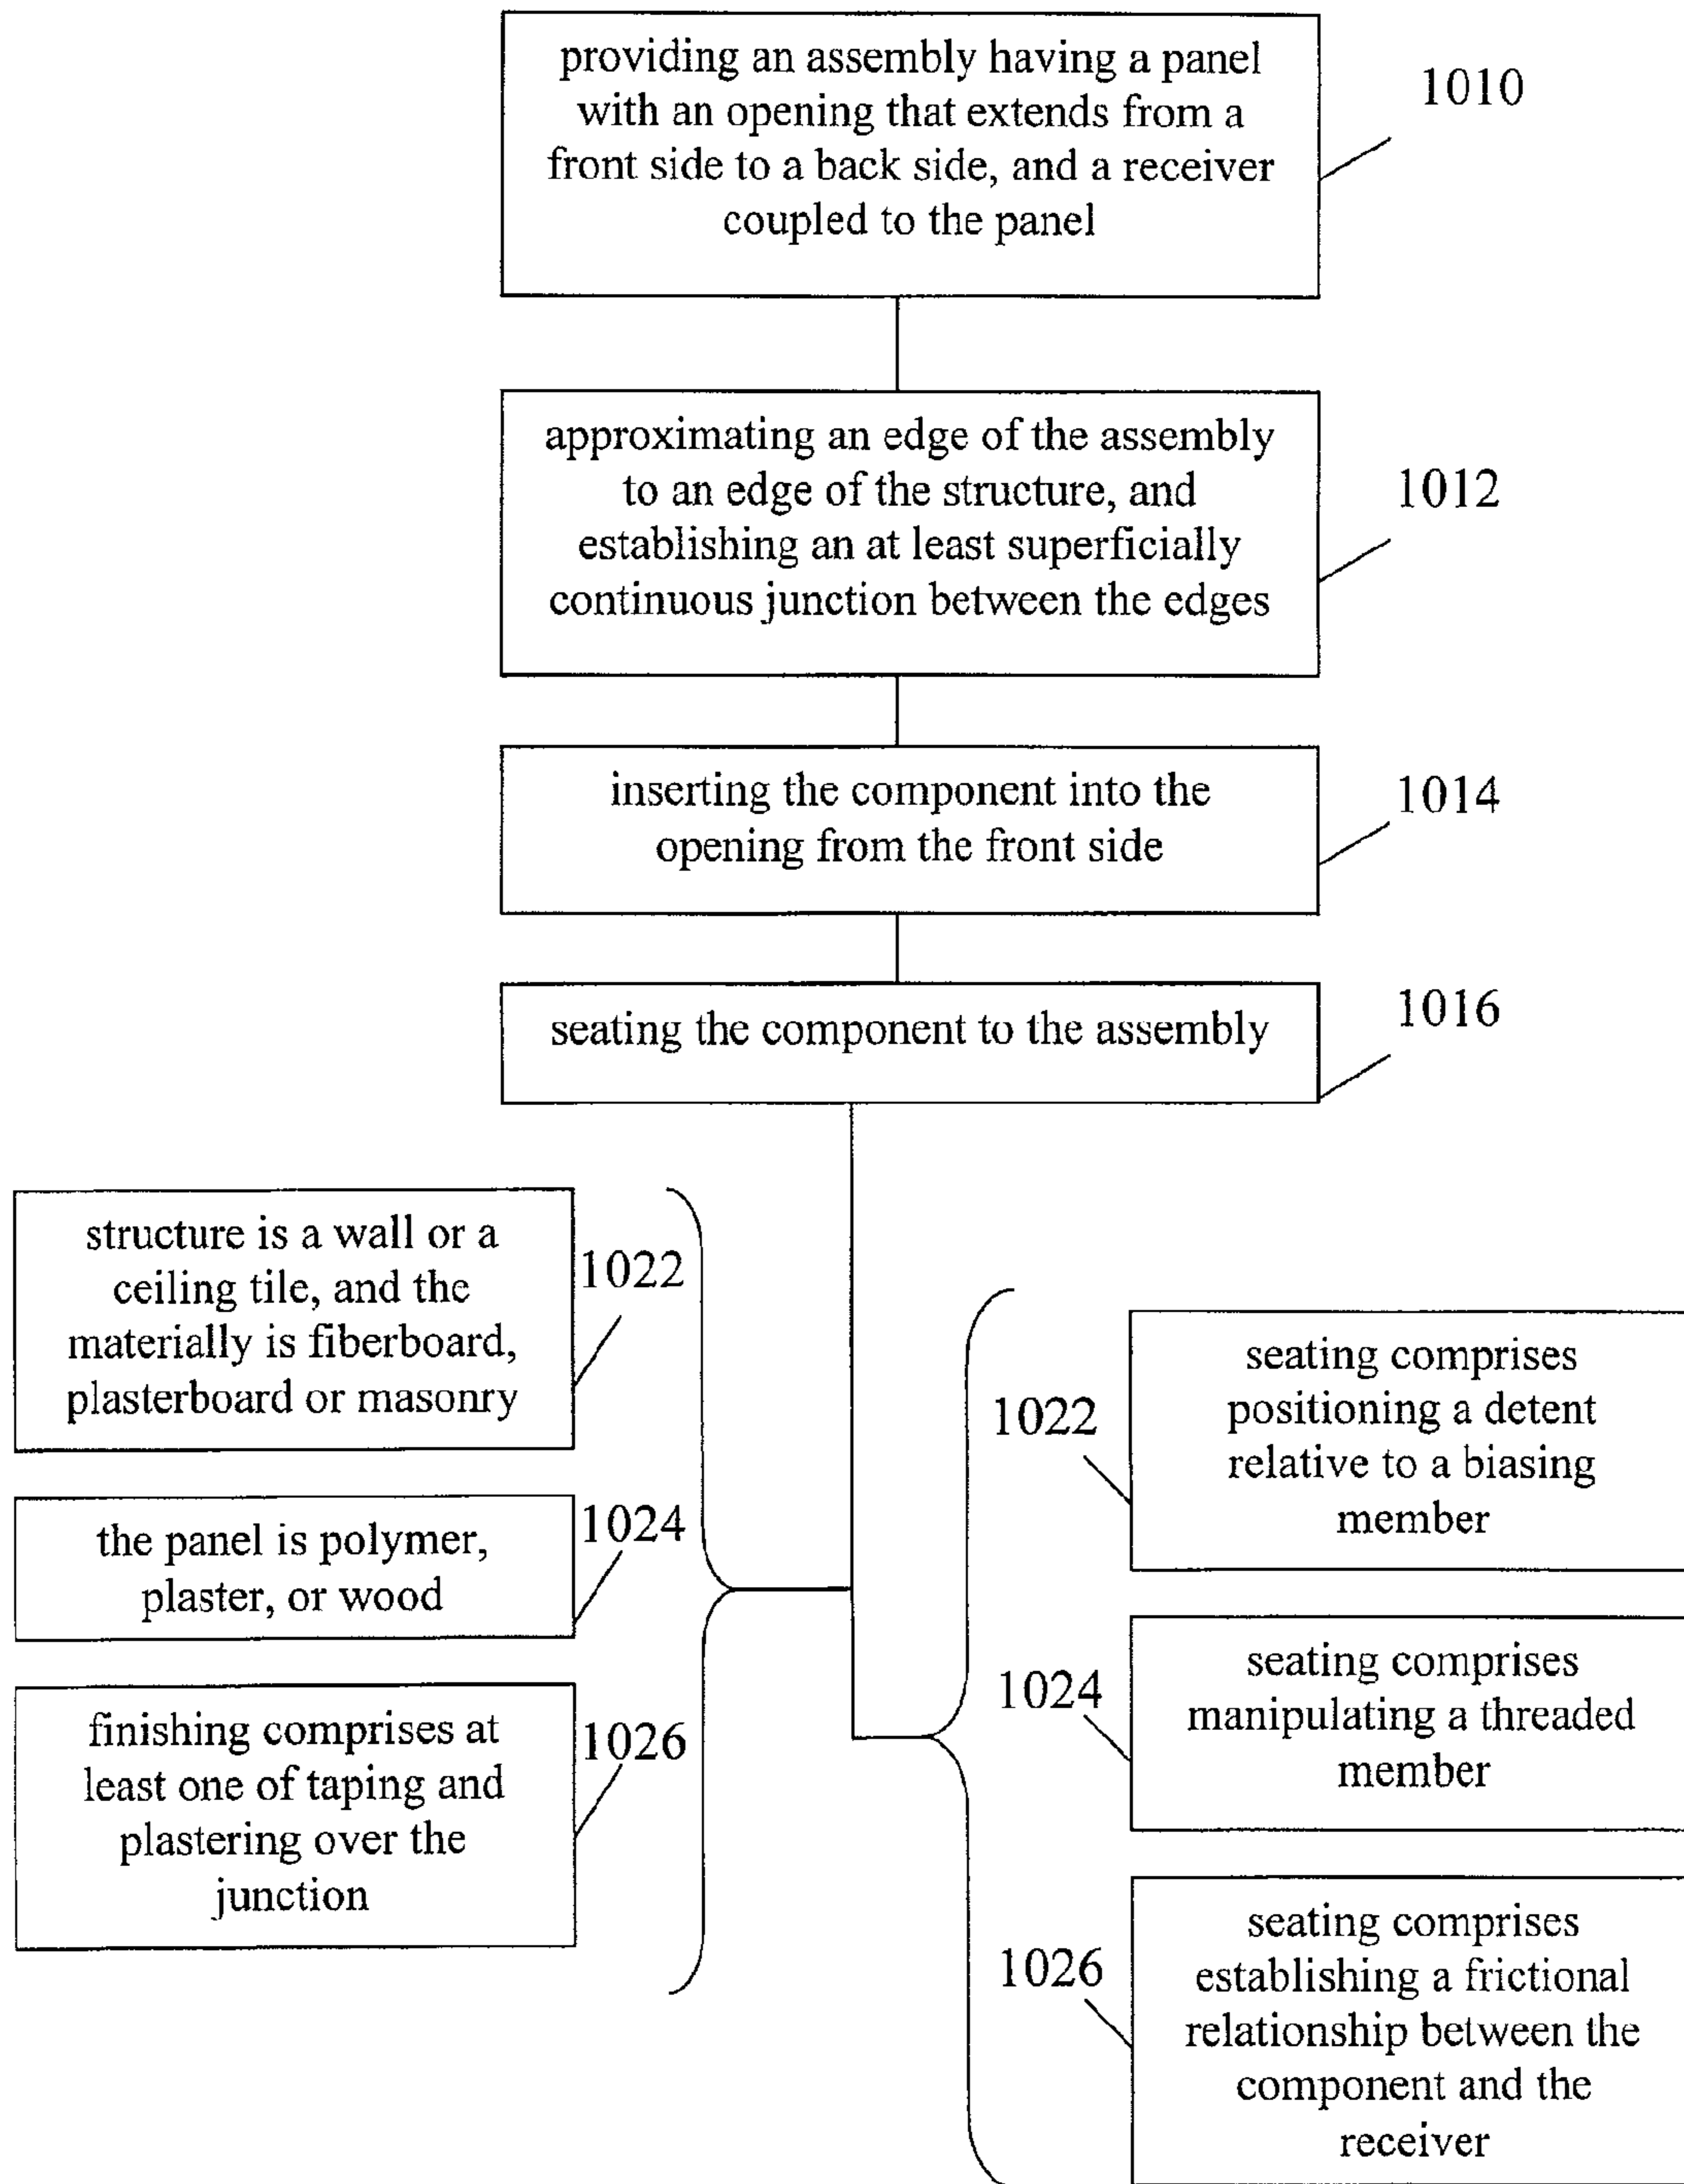 providing an assembly having a panel
with an opening that extends from a
front side to a back side, and a receiver
coupled to the panel
1010
approximating an edge of the assembly
to an edge of the structure, and
establishing an at least superficially
continuous junction between the edges
1012
inserting the component into the
opening from the front side
1014
seating the component to the assembly
1016
structure is a wall or a
ceiling tile, and the
materially is fiberboard,
plasterboard or masonry
1022
the panel is polymer,
plaster, or wood
1024
finishing comprises at
least one of taping and
plastering over the
junction
1026
seating comprises
positioning a detent
relative to a biasing
member
1022
seating comprises
manipulating a threaded
member
1024
seating comprises
establishing a frictional
relationship between the
component and the
receiver
1026